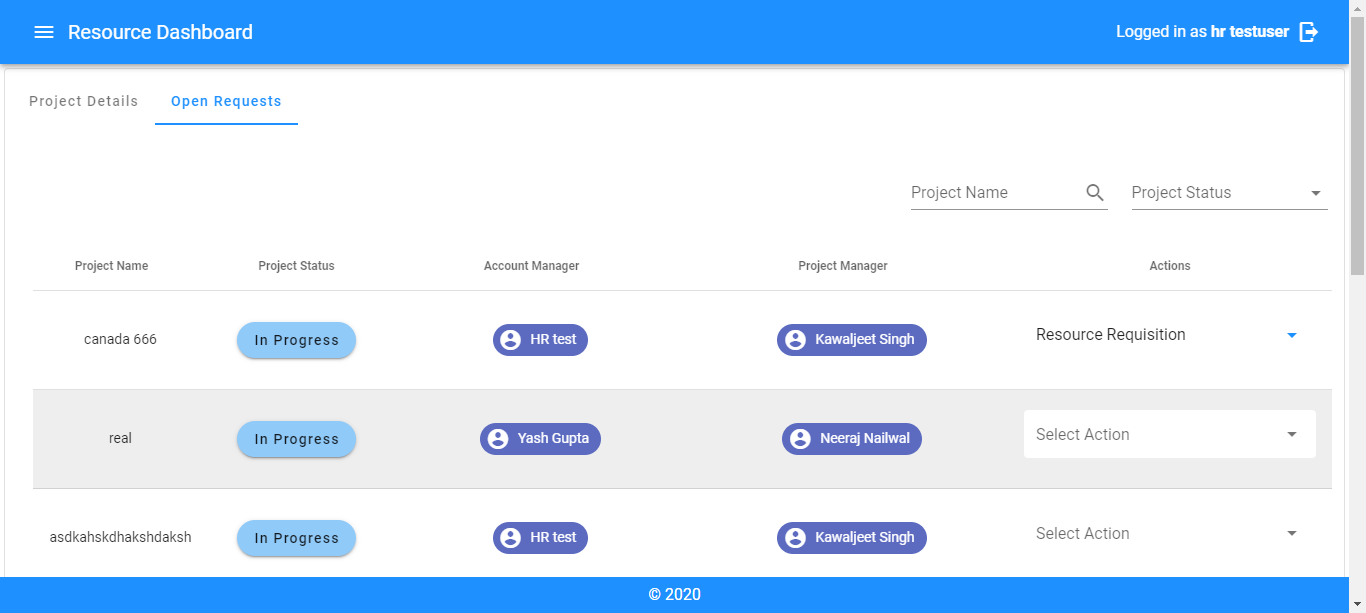 Resource Dashboard
Logged in as hr testuser
Project Details
Open Requests
Project Name
Project Status
Project Name Project Status Account Manager Project Manager Actions
canada 666 In Progress HR test Kawaljeet Singh Resource Requisition
real In Progress Yash Gupta Neeraj Nailwal Select Action
asdkahskdhakshdaksh In Progress HR test Kawaljeet Singh Select Action
© 2020